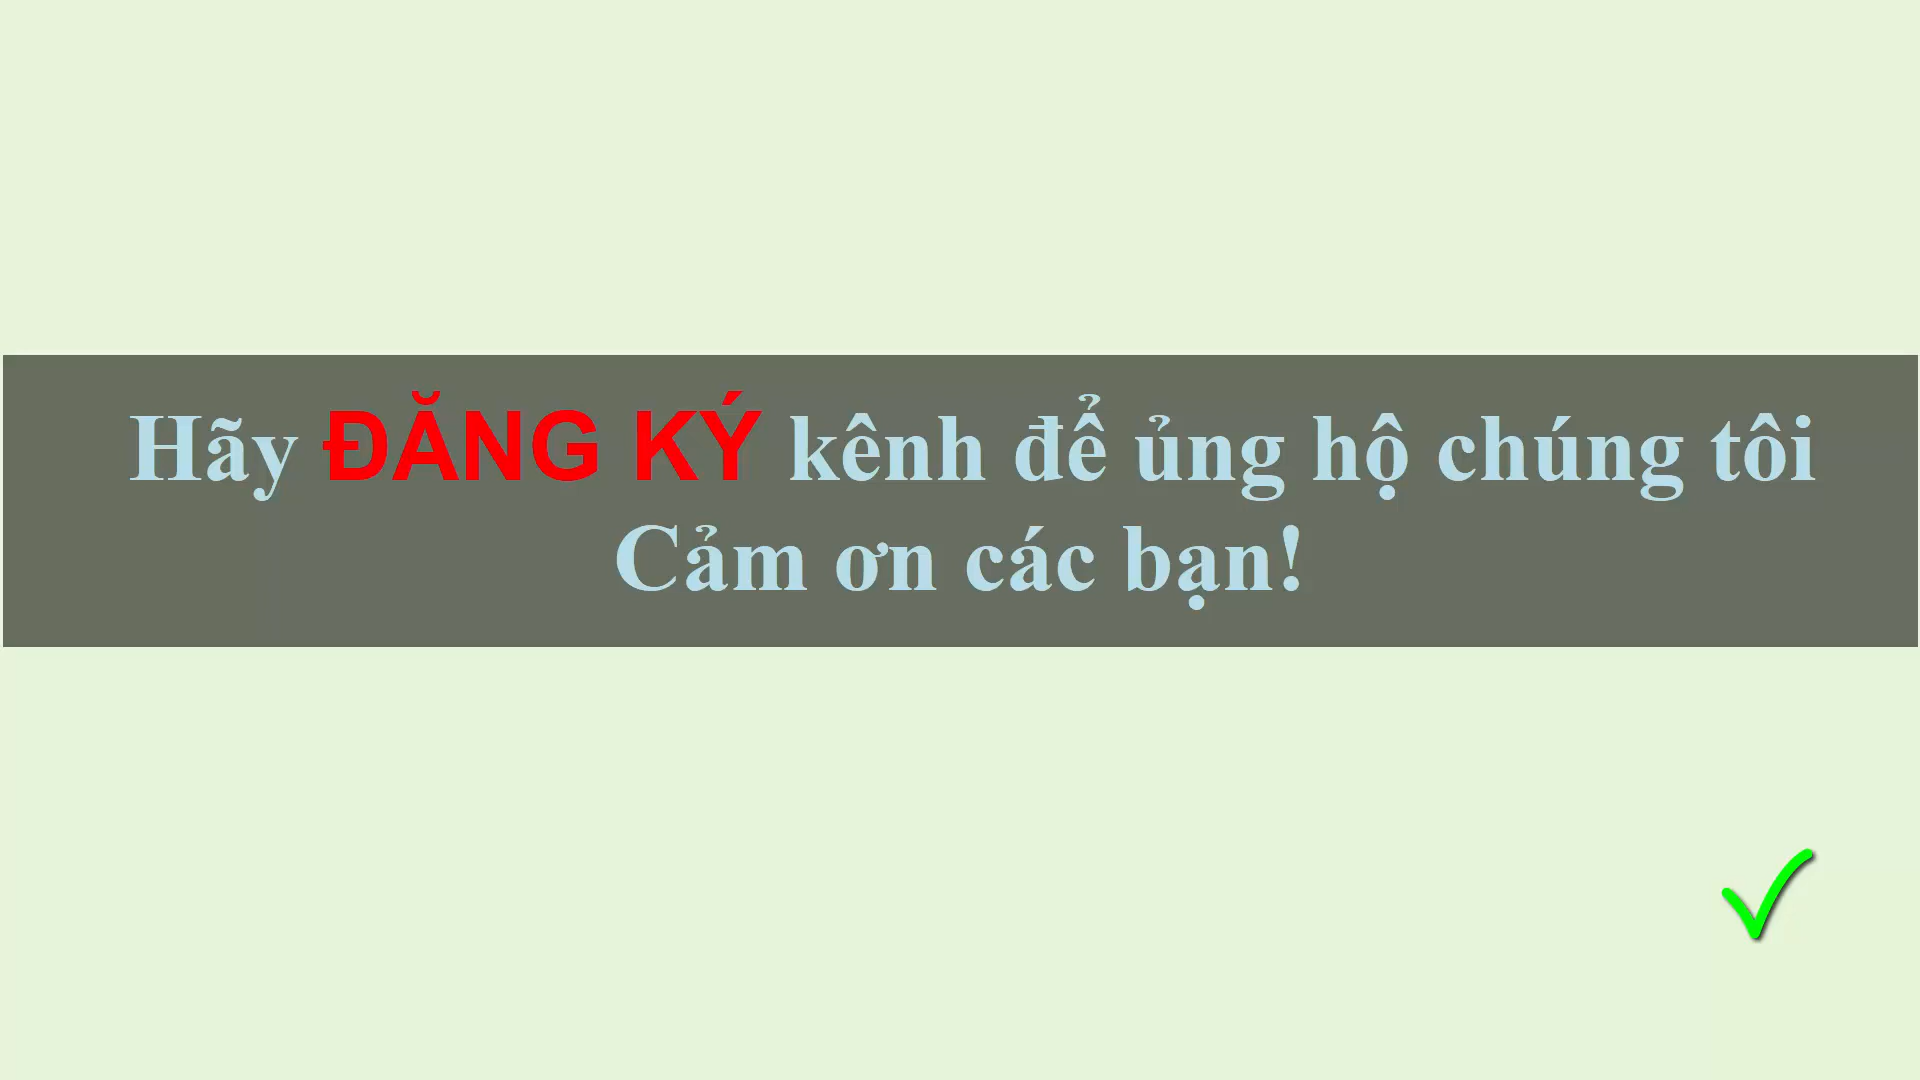 Hãy ĐĂNG KÝ kênh để ủng hộ chúng tôi
Cảm ơn các bạn!